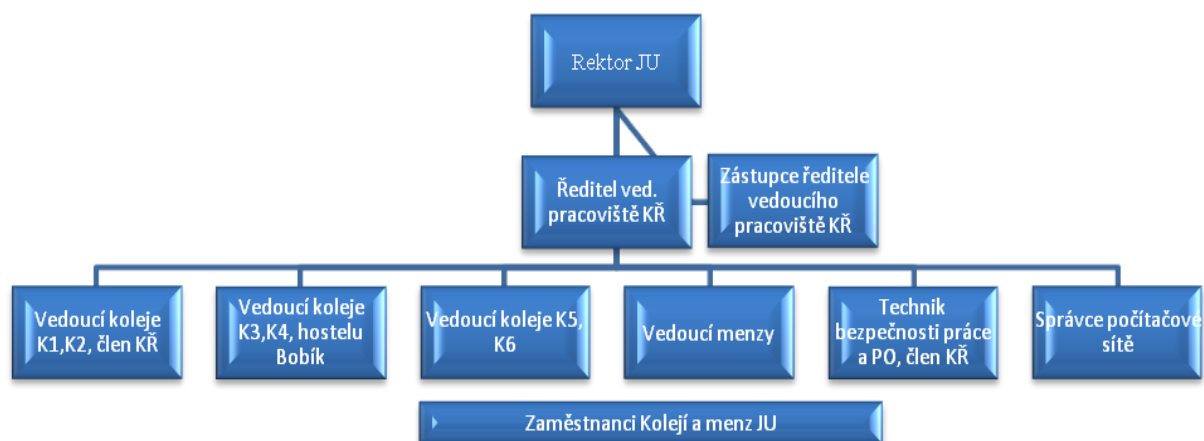 Rektor JU
Ředitel ved.
pracoviště KŘ
Zástupce ředitele
vedoucího
pracoviště KŘ
Vedoucí koleje
K1,K2, člen KŘ
Vedoucí koleje
K3,K4, hostelu
Bobík
Vedoucí koleje K5,
K6
Vedoucí menzy
Technik
bezpečnosti práce
a PO, člen KŘ
Správce počítačové
sítě
Zaměstnanci Kolejí a menz JU